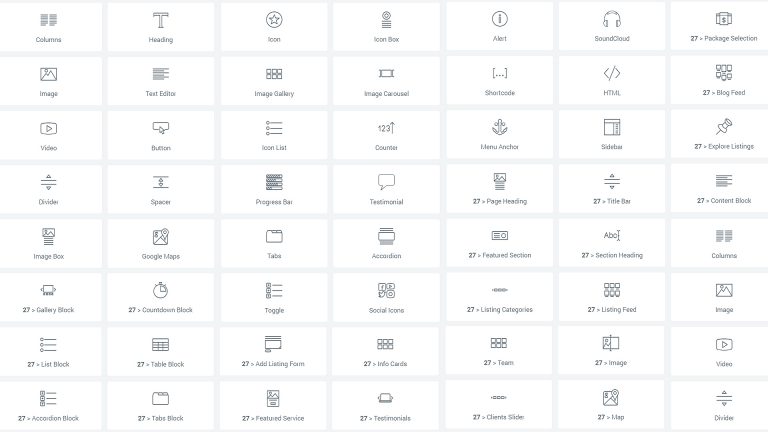 Columns
Heading
Icon
Icon Box
Alert
SoundCloud
27 > Package Selection
Image
Text Editor
Image Gallery
Image Carousel
[...]
Shortcode
HTML
27 > Blog Feed
Video
Button
Icon List
123
Counter
Menu Anchor
Sidebar
27 > Explore Listings
Divider
Spacer
Progress Bar
Testimonial
27 > Page Heading
27 > Title Bar
27 > Content Block
Image Box
Google Maps
Tabs
Accordion
27 > Featured Section
Abc
27 > Section Heading
Columns
27 > Gallery Block
27 > Countdown Block
Toggle
Social Icons
27 > Listing Categories
27 > Listing Feed
Image
27 > List Block
27 > Table Block
27 > Add Listing Form
27 > Info Cards
27 > Team
27 > Image
Video
27 > Accordion Block
27 > Tabs Block
27 > Featured Service
27 > Testimonials
27 > Clients Slider
27 > Map
Divider